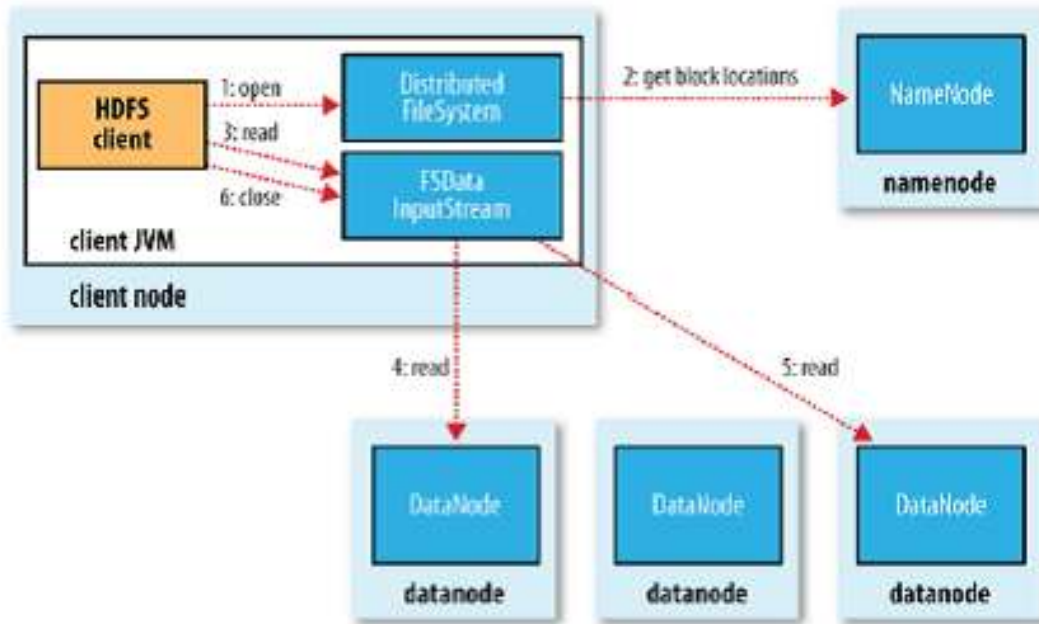 HDFS
client
1: open
Distributed
FileSystem
2: get block locations
NameNode
namenode
3: read
6: close
FSData
InputStream
client JVM
client node
4: read
5: read
DataNode
datanode
DataNode
datanode
DataNode
datanode